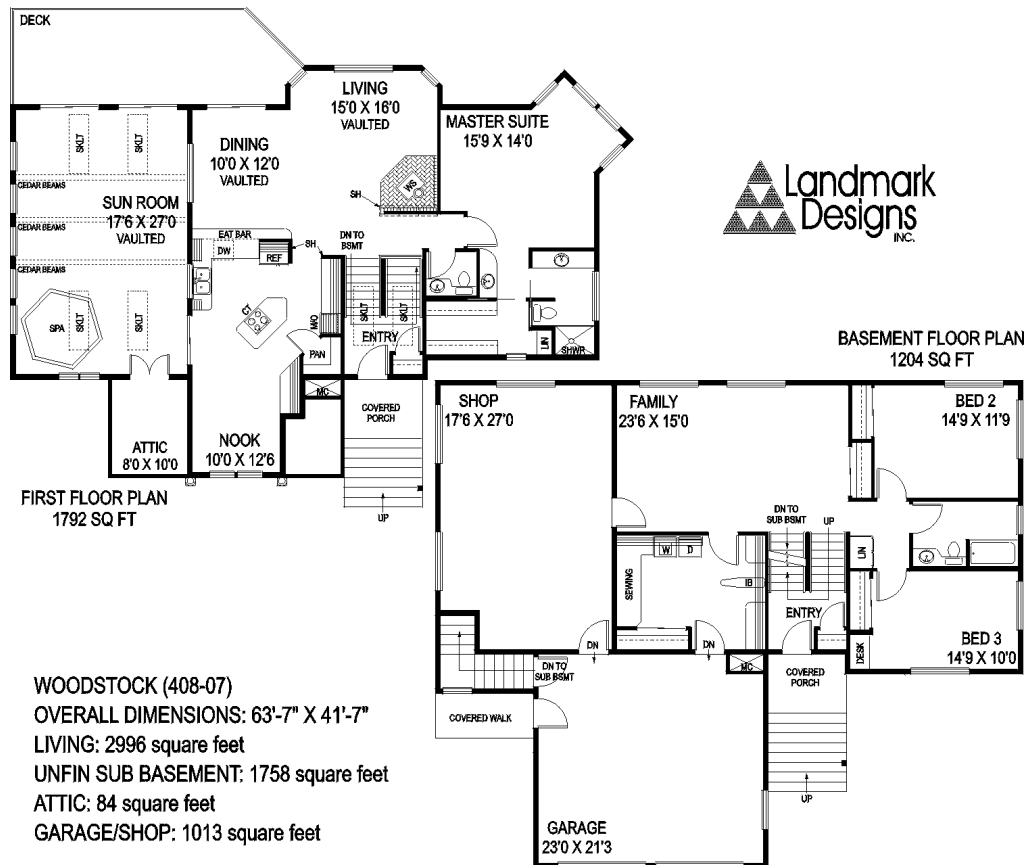 DECK
LIVING
15'0 X 16'0
VAULTED
MASTER SUITE
15'9 X 14'0
DINING
10'0 X 12'0
VAULTED
SKLT
SKLT
CEDAR BEAMS
SUN ROOM
17'6 X 27'0
VAULTED
CEDAR BEAMS
CEDAR BEAMS
WS
SH
EAT BAR
DW
REF
SH
DN TO
BSMT
SPA
SKLT
SKLT
CT
M/O
PAN
SKLT
SKLT
ENTRY
LIN
SHWR
MC
COVERED
PORCH
ATTIC
8'0 X 10'0
NOOK
10'0 X 12'6
UP
FIRST FLOOR PLAN
1792 SQ FT
Landmark
Designs
INC.
BASEMENT FLOOR PLAN
1204 SQ FT
SHOP
17'6 X 27'0
FAMILY
23'6 X 15'0
BED 2
14'9 X 11'9
DN TO
SUB BSMT
UP
W
D
SEWING
IB
LIN
ENTRY
DN
DN
DESK
BED 3
14'9 X 10'0
DN TO
SUB BSMT
MC
COVERED
PORCH
COVERED WALK
UP
GARAGE
23'0 X 21'3
WOODSTOCK (408-07)
OVERALL DIMENSIONS: 63'-7" X 41'-7"
LIVING: 2996 square feet
UNFIN SUB BASEMENT: 1758 square feet
ATTIC: 84 square feet
GARAGE/SHOP: 1013 square feet